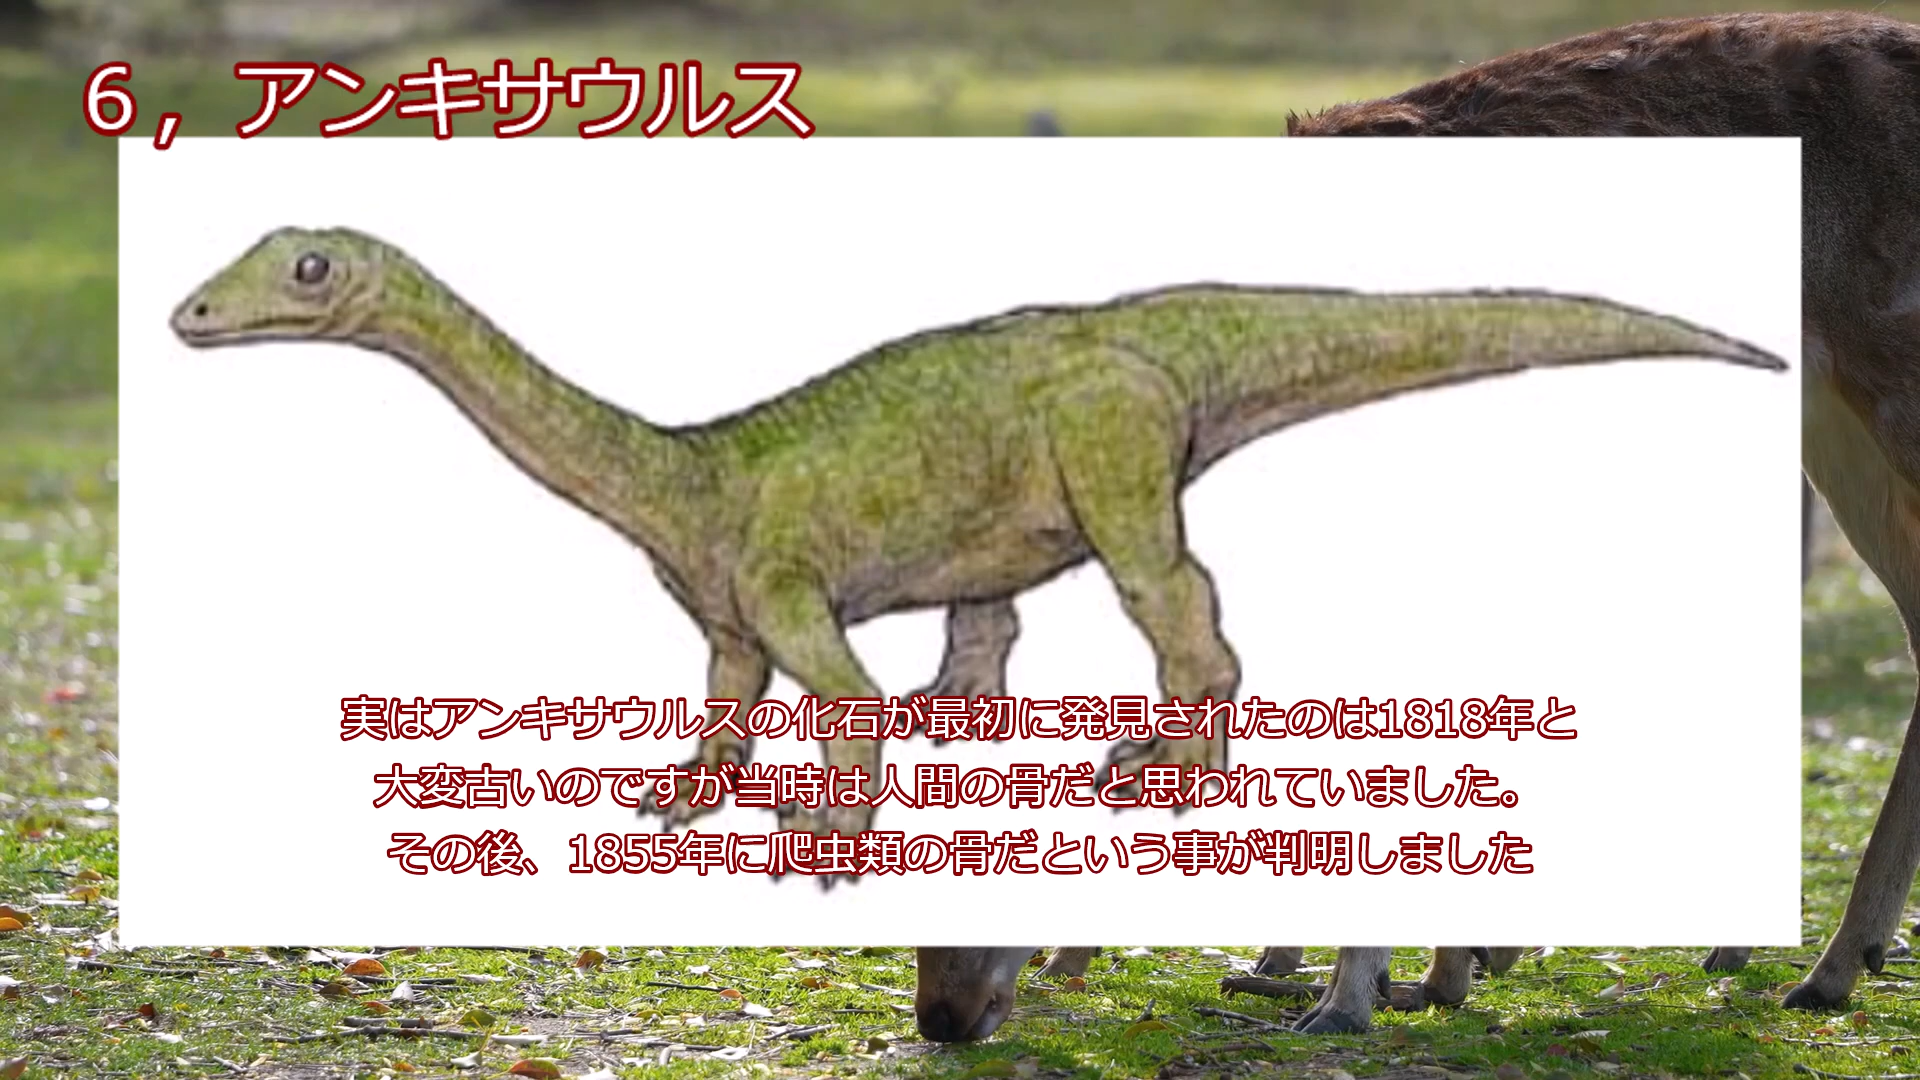 ６，アンキサウルス
実はアンキサウルスの化石が最初に発見されたのは1818年と
大変古いのですが当時は人間の骨だと思われていました。
その後、1855年に爬虫類の骨だという事が判明しました